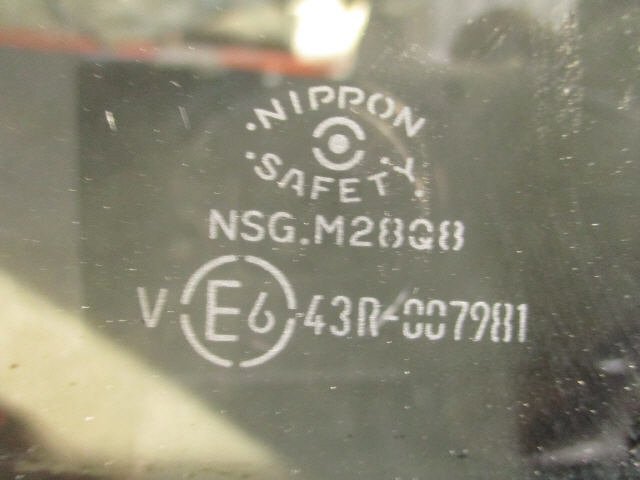 ·NIPPON
·SAFETY.
NSG.M28Q8
V E6 43R-007981